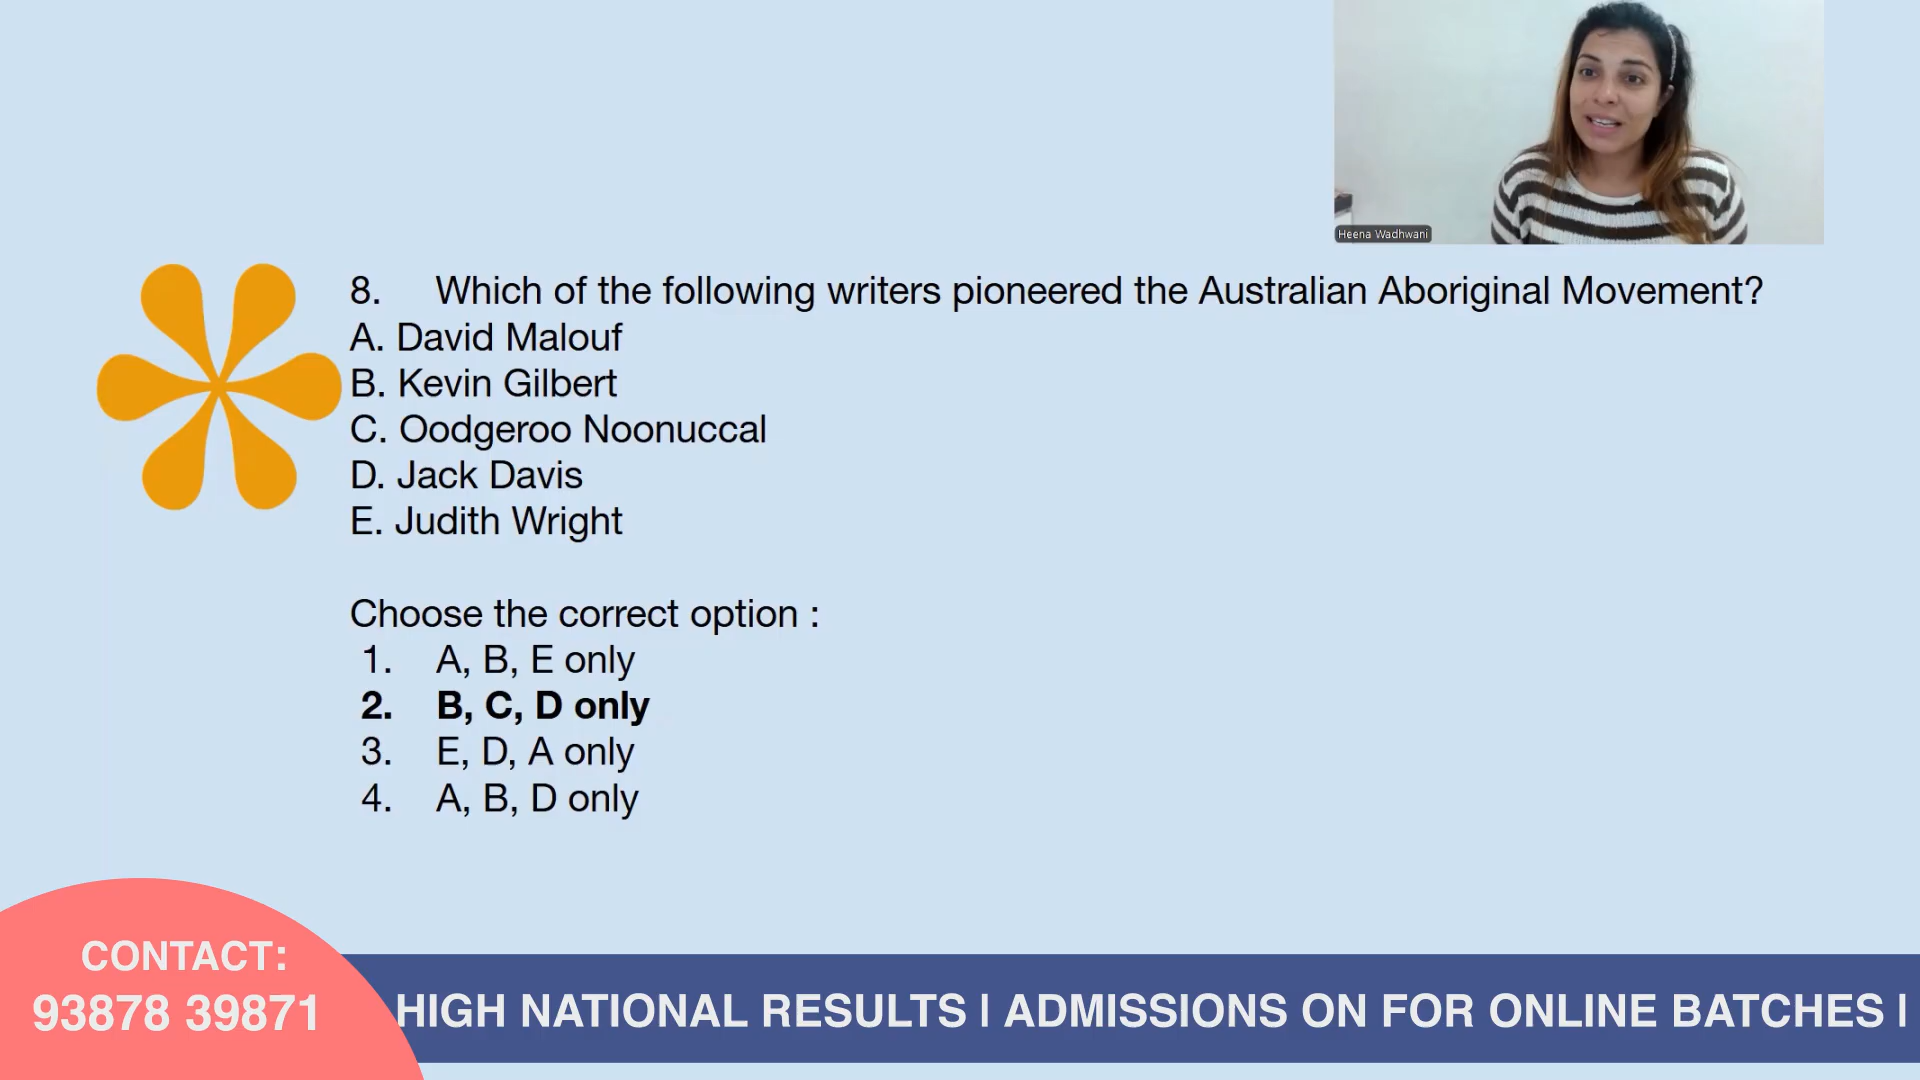 Heena Wadhwani
8. Which of the following writers pioneered the Australian Aboriginal Movement?
A. David Malouf
B. Kevin Gilbert
C. Oodgeroo Noonuccal
D. Jack Davis
E. Judith Wright
Choose the correct option :
1. A, B, E only
2. B, C, D only
3. E, D, A only
4. A, B, D only
CONTACT:
93878 39871
HIGH NATIONAL RESULTS | ADMISSIONS ON FOR ONLINE BATCHES |